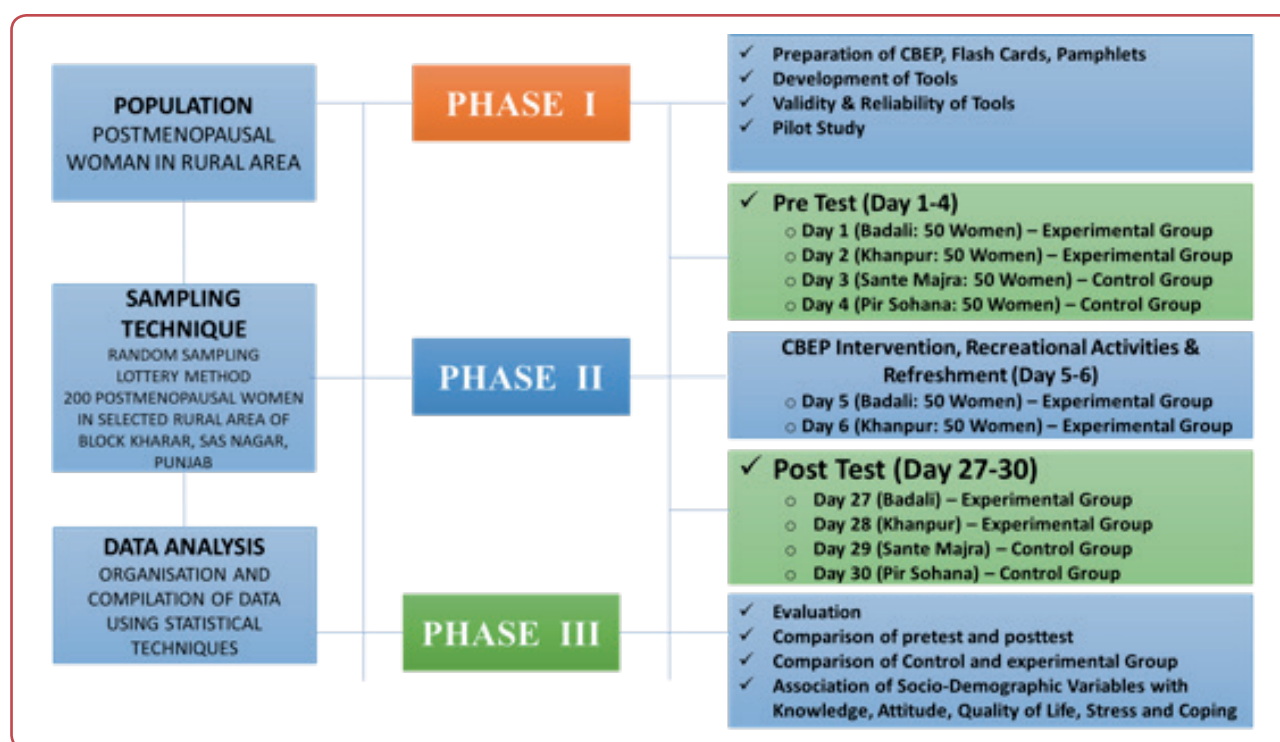 POPULATION
POSTMENOPAUSAL
WOMAN IN RURAL AREA
SAMPLING
TECHNIQUE
RANDOM SAMPLING
LOTTERY METHOD
200 POSTMENOPAUSAL WOMEN
IN SELECTED RURAL AREA OF
BLOCK KHARAR, SAS NAGAR,
PUNJAB
DATA ANALYSIS
ORGANISATION AND
COMPILATION OF DATA
USING STATISTICAL
TECHNIQUES
PHASE I
PHASE II
PHASE III
✓ Preparation of CBEP, Flash Cards, Pamphlets
✓ Development of Tools
✓ Validity & Reliability of Tools
✓ Pilot Study
✓ Pre Test (Day 1-4)
○ Day 1 (Badali: 50 Women) – Experimental Group
○ Day 2 (Khanpur: 50 Women) – Experimental Group
○ Day 3 (Sante Majra: 50 Women) – Control Group
○ Day 4 (Pir Sohana: 50 Women) – Control Group
CBEP Intervention, Recreational Activities &
Refreshment (Day 5-6)
○ Day 5 (Badali: 50 Women) – Experimental Group
○ Day 6 (Khanpur: 50 Women) – Experimental Group
✓ Post Test (Day 27-30)
○ Day 27 (Badali) – Experimental Group
○ Day 28 (Khanpur) – Experimental Group
○ Day 29 (Sante Majra) – Control Group
○ Day 30 (Pir Sohana) – Control Group
✓ Evaluation
✓ Comparison of pretest and posttest
✓ Comparison of Control and experimental Group
✓ Association of Socio-Demographic Variables with
Knowledge, Attitude, Quality of Life, Stress and Coping